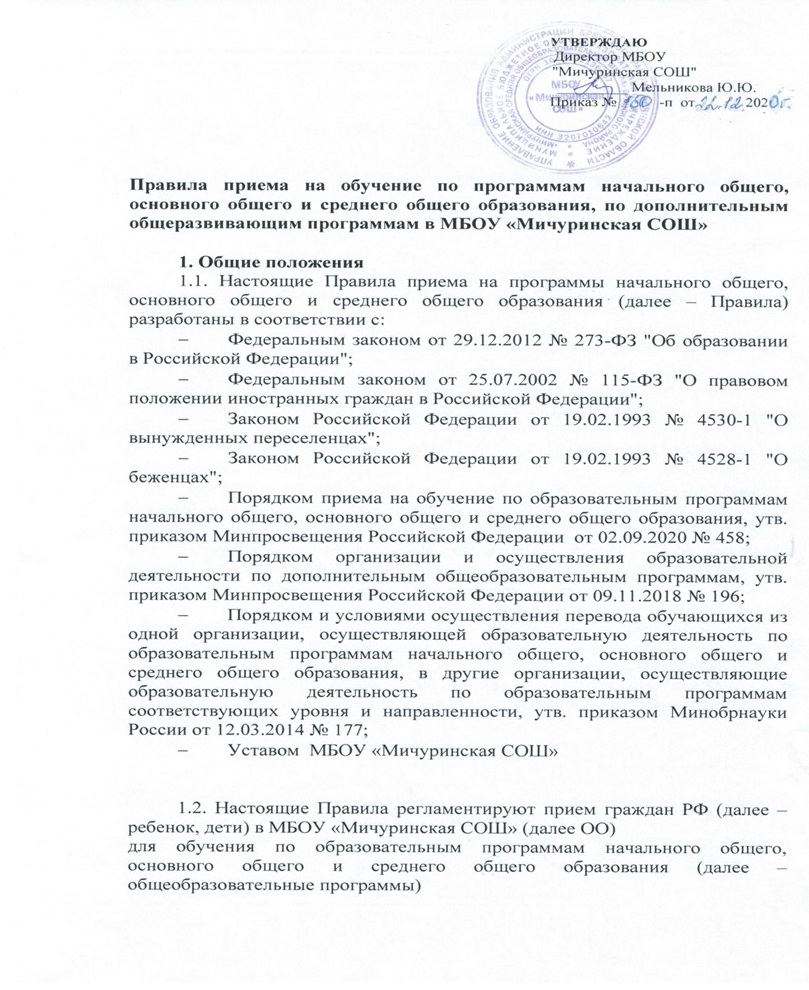 УТВЕРЖДАЮ
Директор МБОУ
"Мичуринская СОШ"
Мельникова Ю.Ю.
Приказ № 150 -п от 22.12 2020г.
МБОУ
«Мичуринская
СОШ»
Правила приема на обучение по программам начального общего,
основного общего и среднего общего образования, по дополнительным
общеразвивающим программам в МБОУ «Мичуринская СОШ»
1. Общие положения
1.1. Настоящие Правила приема на программы начального общего,
основного общего и среднего общего образования (далее – Правила)
разработаны в соответствии с:
– Федеральным законом от 29.12.2012 № 273-ФЗ "Об образовании
в Российской Федерации";
– Федеральным законом от 25.07.2002 № 115-ФЗ "О правовом
положении иностранных граждан в Российской Федерации";
– Законом Российской Федерации от 19.02.1993 № 4530-1 "О
вынужденных переселенцах";
– Законом Российской Федерации от 19.02.1993 № 4528-1 "О
беженцах";
– Порядком приема на обучение по образовательным программам
начального общего, основного общего и среднего общего образования, утв.
приказом Минпросвещения Российской Федерации от 02.09.2020 № 458;
– Порядком организации и осуществления образовательной
деятельности по дополнительным общеобразовательным программам, утв.
приказом Минпросвещения Российской Федерации от 09.11.2018 № 196;
– Порядком и условиями осуществления перевода обучающихся из
одной организации, осуществляющей образовательную деятельность по
образовательным программам начального общего, основного общего и
среднего общего образования, в другие организации, осуществляющие
образовательную деятельность по образовательным программам
соответствующих уровня и направленности, утв. приказом Минобрнауки
России от 12.03.2014 № 177;
– Уставом МБОУ «Мичуринская СОШ»
1.2. Настоящие Правила регламентируют прием граждан РФ (далее –
ребенок, дети) в МБОУ «Мичуринская СОШ» (далее ОО)
для обучения по образовательным программам начального общего,
основного общего и среднего общего образования (далее –
общеобразовательные программы)